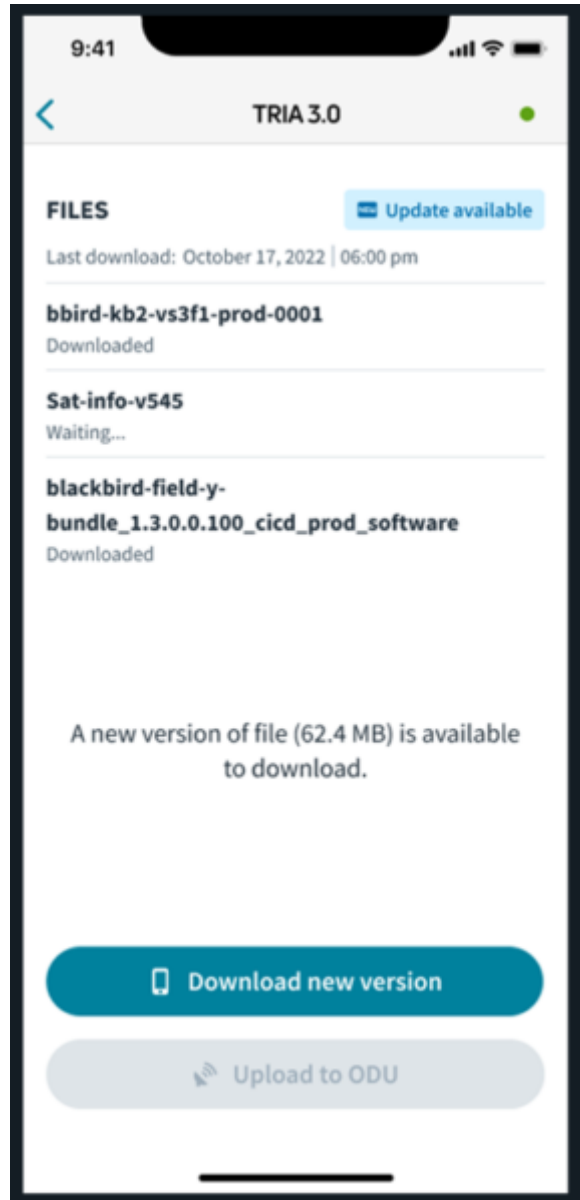 9:41
TRIA 3.0
FILES
Update available
Last download: October 17, 2022 | 06:00 pm
bbird-kb2-vs3f1-prod-0001
Downloaded
Sat-info-v545
Waiting...
blackbird-field-y-
bundle_1.3.0.0.100_cicd_prod_software
Downloaded
A new version of file (62.4 MB) is available
to download.
Download new version
Upload to ODU